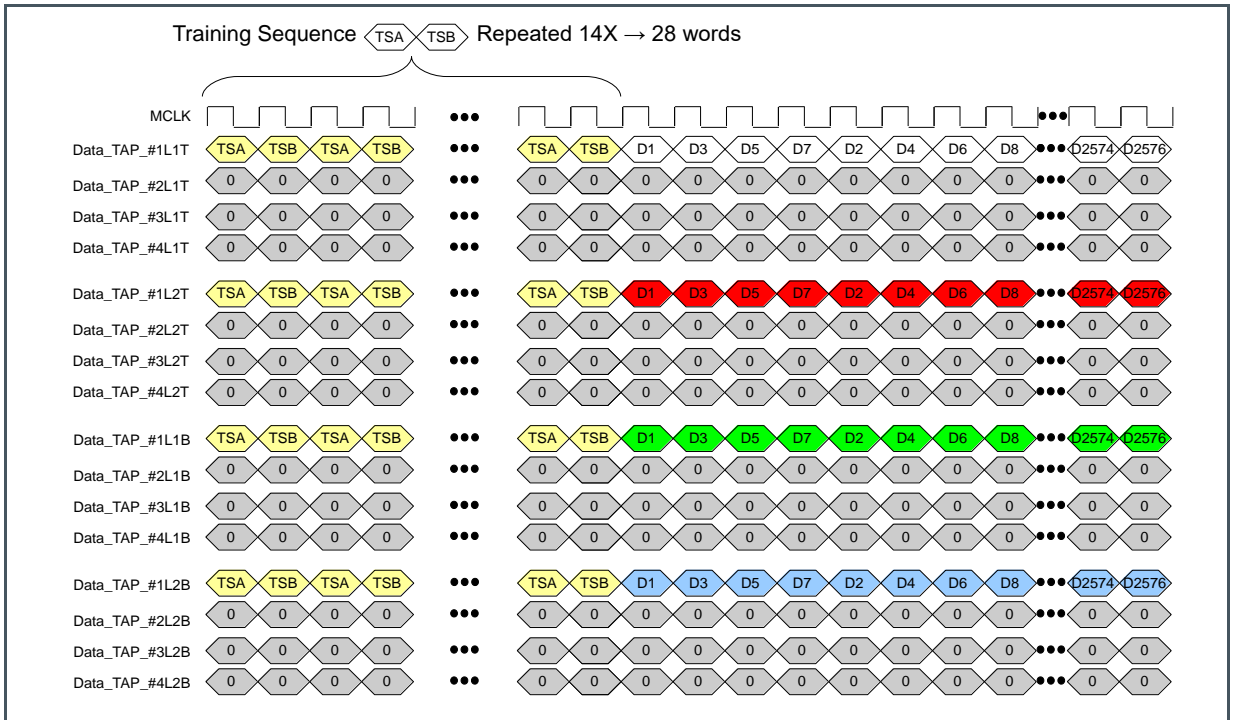 Training Sequence TSA TSB Repeated 14X → 28 words
MCLK •••  •••
Data_TAP_#1L1T TSA TSB TSA TSB ••• TSA TSB D1 D3 D5 D7 D2 D4 D6 D8 ••• D2574 D2576
Data_TAP_#2L1T 0 0 0 0 ••• 0 0 0 0 0 0 0 0 0 0 ••• 0 0
Data_TAP_#3L1T 0 0 0 0 ••• 0 0 0 0 0 0 0 0 0 0 ••• 0 0
Data_TAP_#4L1T 0 0 0 0 ••• 0 0 0 0 0 0 0 0 0 0 ••• 0 0
Data_TAP_#1L2T TSA TSB TSA TSB ••• TSA TSB D1 D3 D5 D7 D2 D4 D6 D8 ••• D2574 D2576
Data_TAP_#2L2T 0 0 0 0 ••• 0 0 0 0 0 0 0 0 0 0 ••• 0 0
Data_TAP_#3L2T 0 0 0 0 ••• 0 0 0 0 0 0 0 0 0 0 ••• 0 0
Data_TAP_#4L2T 0 0 0 0 ••• 0 0 0 0 0 0 0 0 0 0 ••• 0 0
Data_TAP_#1L1B TSA TSB TSA TSB ••• TSA TSB D1 D3 D5 D7 D2 D4 D6 D8 ••• D2574 D2576
Data_TAP_#2L1B 0 0 0 0 ••• 0 0 0 0 0 0 0 0 0 0 ••• 0 0
Data_TAP_#3L1B 0 0 0 0 ••• 0 0 0 0 0 0 0 0 0 0 ••• 0 0
Data_TAP_#4L1B 0 0 0 0 ••• 0 0 0 0 0 0 0 0 0 0 ••• 0 0
Data_TAP_#1L2B TSA TSB TSA TSB ••• TSA TSB D1 D3 D5 D7 D2 D4 D6 D8 ••• D2574 D2576
Data_TAP_#2L2B 0 0 0 0 ••• 0 0 0 0 0 0 0 0 0 0 ••• 0 0
Data_TAP_#3L2B 0 0 0 0 ••• 0 0 0 0 0 0 0 0 0 0 ••• 0 0
Data_TAP_#4L2B 0 0 0 0 ••• 0 0 0 0 0 0 0 0 0 0 ••• 0 0